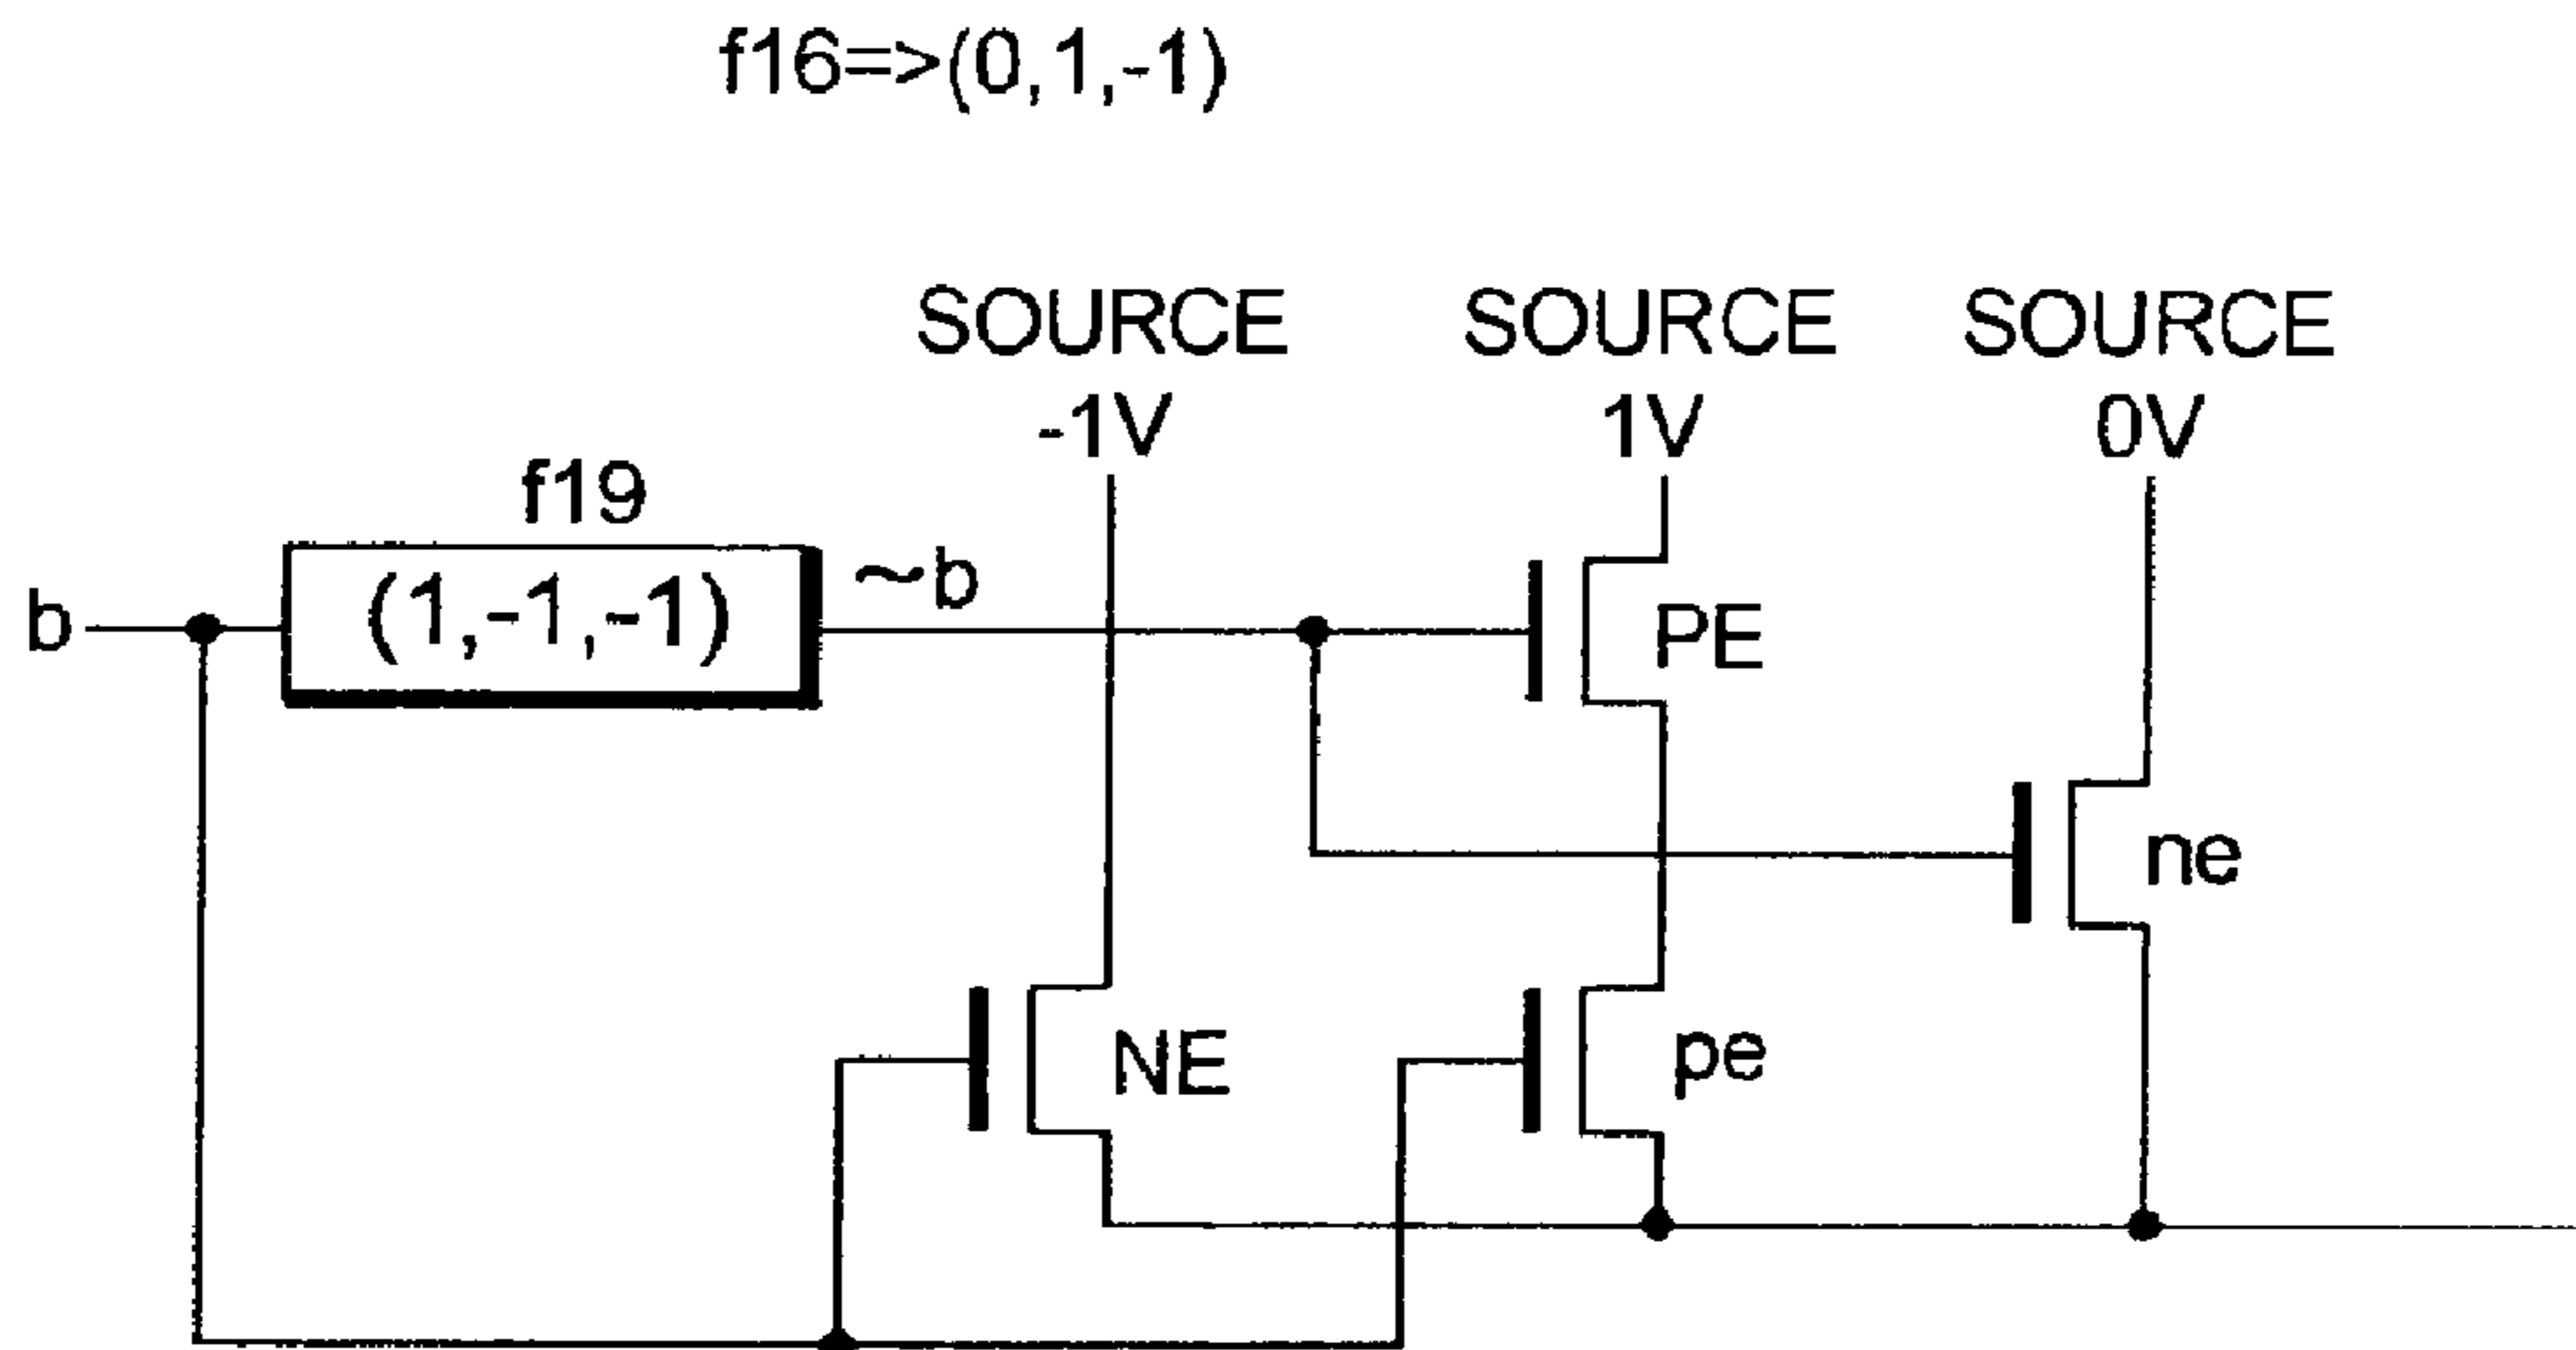 f16=>(0,1,-1)
SOURCE SOURCE SOURCE
-1V 1V 0V
f19
b (1,-1,-1) ~b
PE
ne
NE pe